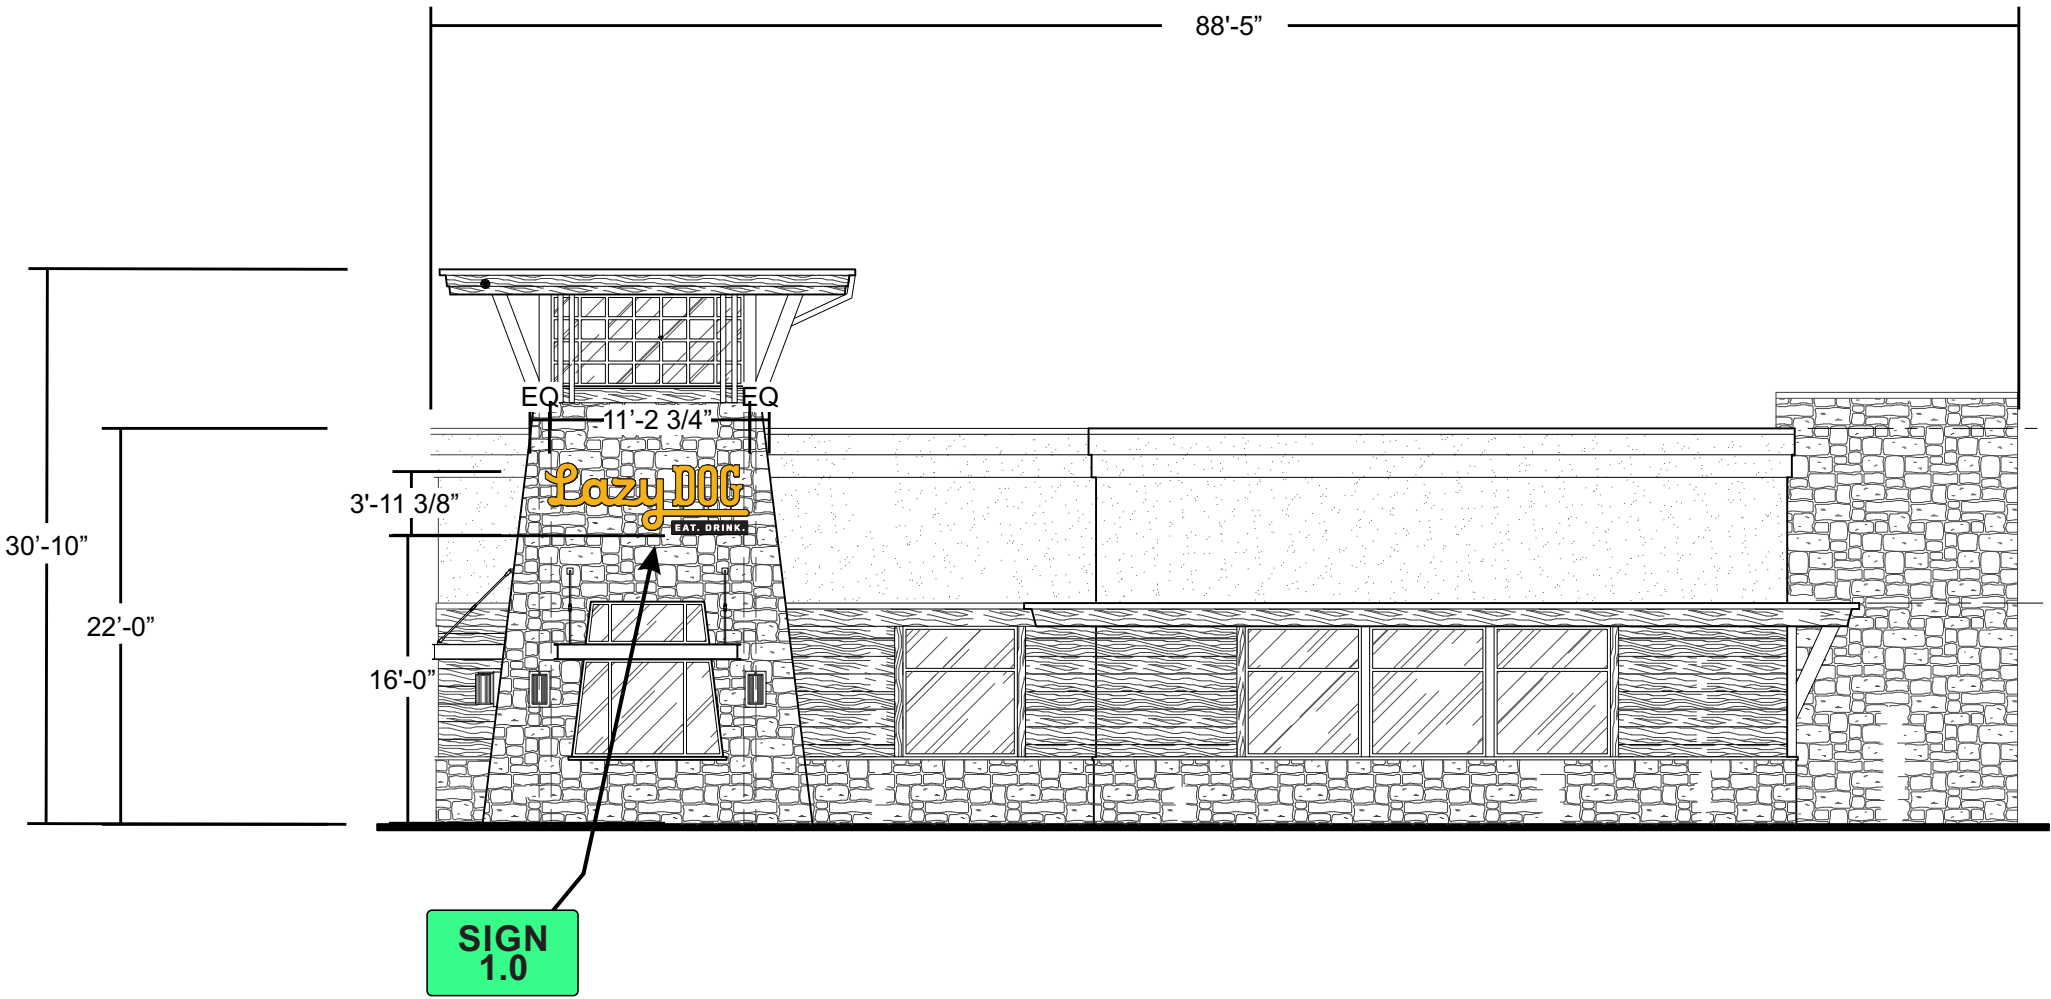 88'-5”
EQ
EQ
11’-2 3/4”
Lazy DOG
EAT. DRINK.
3'-11 3/8”
30’-10”
22’-0”
16'-0”
SIGN
1.0